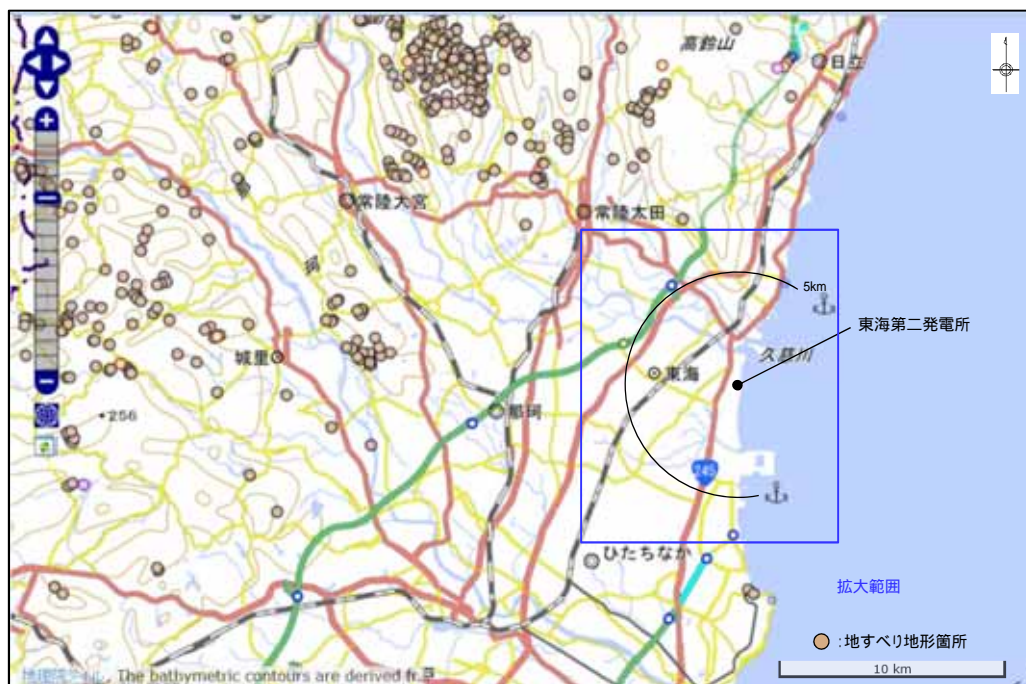 高鈴山
日立
常陸大宮
常陸太田
那
珂
5km
東海第二発電所
久慈川
城里
東海
256
那珂
245
ひたちなか
拡大範囲
:地すべり地形箇所
10 km
The bathymetric contours are derived fr